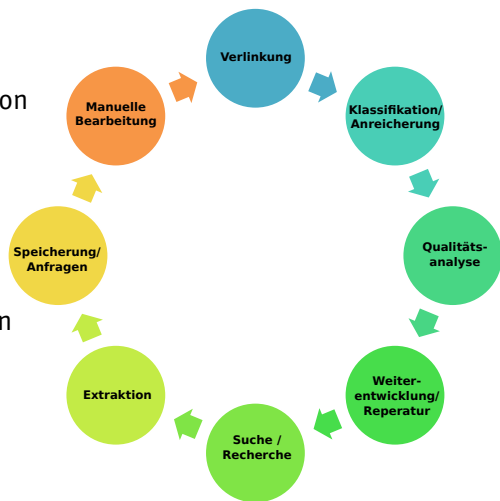 Verlinkung
Klassifikation/
Anreicherung
Qualitäts-
analyse
Weiter-
entwicklung/
Reperatur
Suche /
Recherche
Extraktion
Speicherung/
Anfragen
Manuelle
Bearbeitung
on
n